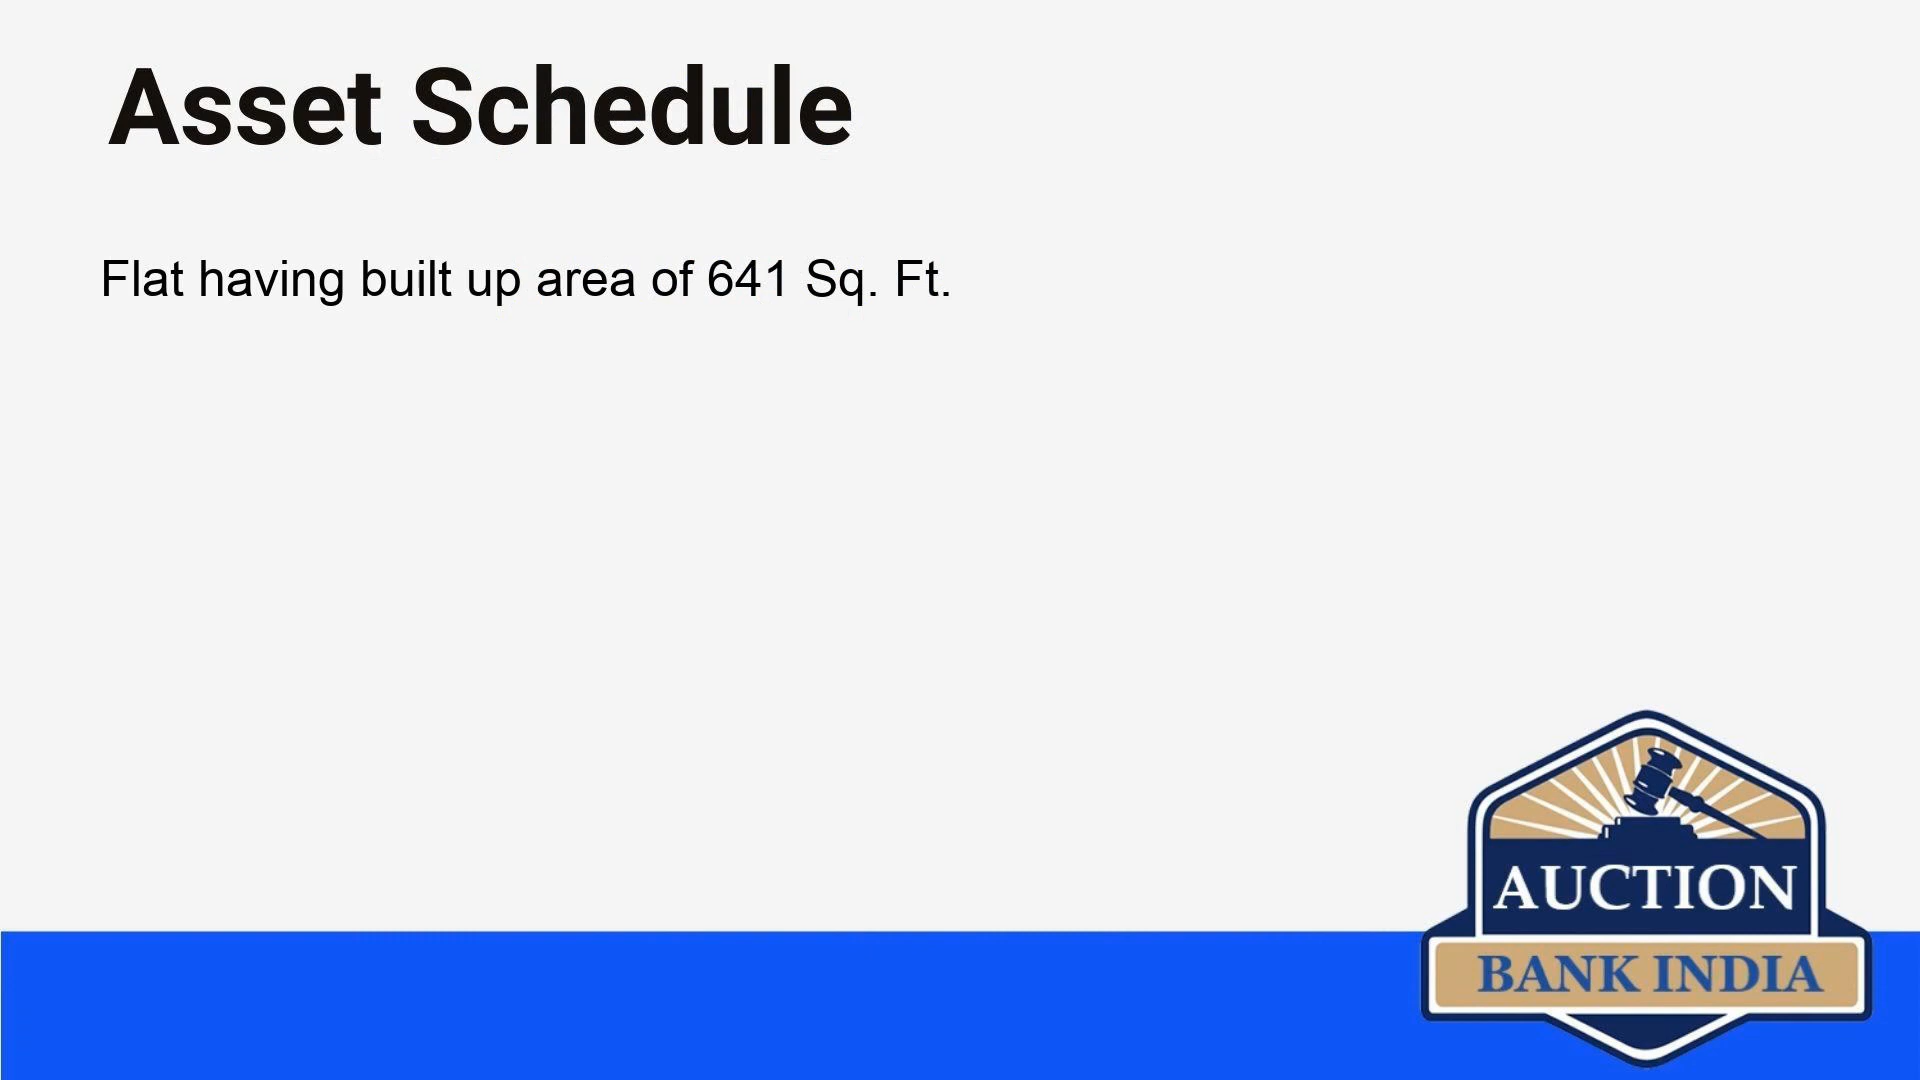 Asset Schedule
Flat having built up area of 641 Sq. Ft.
AUCTION
BANK INDIA